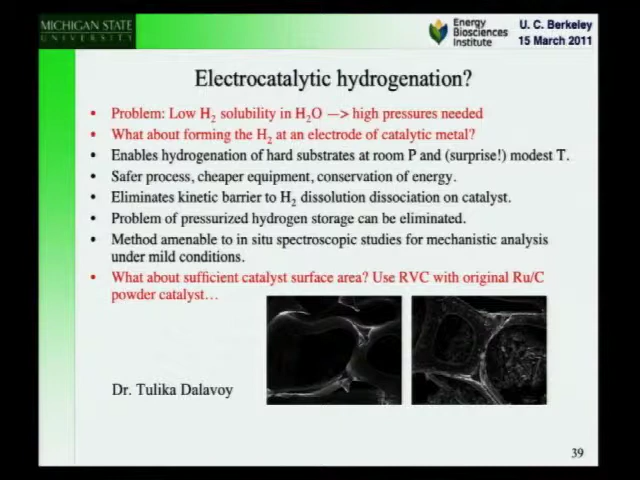 MICHIGAN STATE
UNIVERSITY
Energy
Biosciences
Institute
U. C. Berkeley
15 March 2011
Electrocatalytic hydrogenation?
• Problem: Low H2 solubility in H2O —> high pressures needed
• What about forming the H2 at an electrode of catalytic metal?
• Enables hydrogenation of hard substrates at room P and (surprise!) modest T.
• Safer process, cheaper equipment, conservation of energy.
• Eliminates kinetic barrier to H2 dissolution dissociation on catalyst.
• Problem of pressurized hydrogen storage can be eliminated.
• Method amenable to in situ spectroscopic studies for mechanistic analysis
under mild conditions.
• What about sufficient catalyst surface area? Use RVC with original Ru/C
powder catalyst…
Dr. Tulika Dalavoy
39